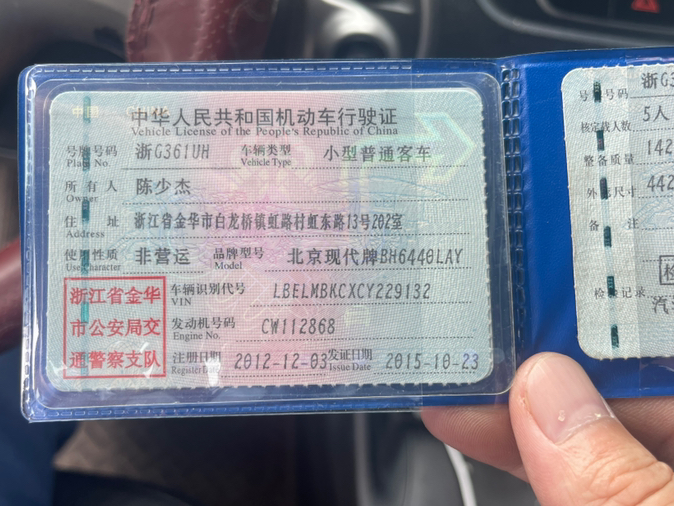 中华人民共和国机动车行驶证
Vehicle License of the People's Republic of China
号牌号码 浙G361UH 车辆类型 小型普通客车
Plate No. Vehicle Type
所有人 陈少杰
Owner
住址 浙江省金华市白龙桥镇虹路村虹东路13号202室
Address
使用性质 非营运 品牌型号 北京现代牌BH6440LAY
Use Character Model
浙江省金华
市公安局交
通警察支队
车辆识别代号 LBELMBKCXCY229132
VIN
发动机号码 CW112868
Engine No.
注册日期 2012-12-03 发证日期 2015-10-23
Register Date Issue Date
号牌号码 浙G3
核定载人数 5人
整备质量 142
外廓尺寸 442
备注
检验记录